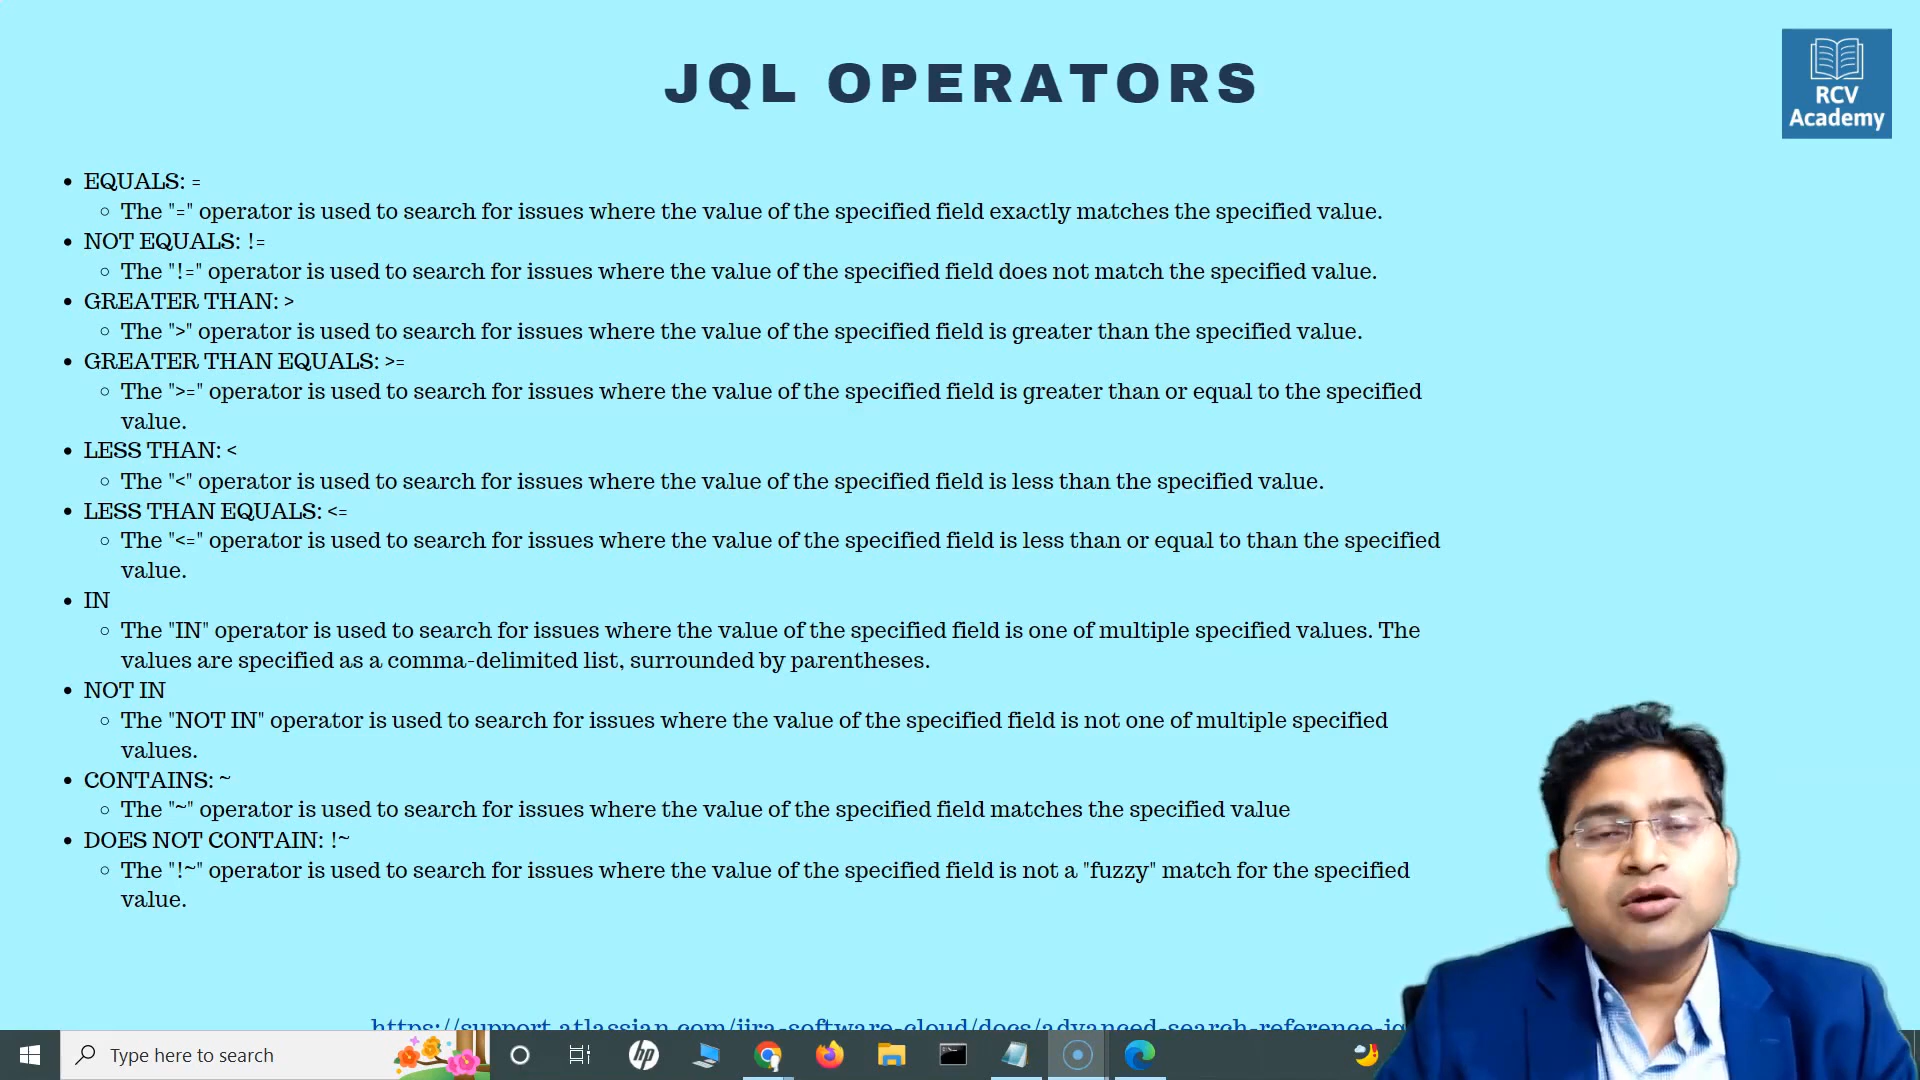 JQL OPERATORS
RCV
Academy
• EQUALS: =
○ The "=" operator is used to search for issues where the value of the specified field exactly matches the specified value.
• NOT EQUALS: !=
○ The "!=" operator is used to search for issues where the value of the specified field does not match the specified value.
• GREATER THAN: >
○ The ">" operator is used to search for issues where the value of the specified field is greater than the specified value.
• GREATER THAN EQUALS: >=
○ The ">=" operator is used to search for issues where the value of the specified field is greater than or equal to the specified
value.
• LESS THAN: <
○ The "<" operator is used to search for issues where the value of the specified field is less than the specified value.
• LESS THAN EQUALS: <=
○ The "<=" operator is used to search for issues where the value of the specified field is less than or equal to than the specified
value.
• IN
○ The "IN" operator is used to search for issues where the value of the specified field is one of multiple specified values. The
values are specified as a comma-delimited list, surrounded by parentheses.
• NOT IN
○ The "NOT IN" operator is used to search for issues where the value of the specified field is not one of multiple specified
values.
• CONTAINS: ~
○ The "~" operator is used to search for issues where the value of the specified field matches the specified value
• DOES NOT CONTAIN: !~
○ The "!~" operator is used to search for issues where the value of the specified field is not a "fuzzy" match for the specified
value.
https://support.atlassian.com/jira-software-cloud/docs/advanced-search-reference-jq
Type here to search
hp